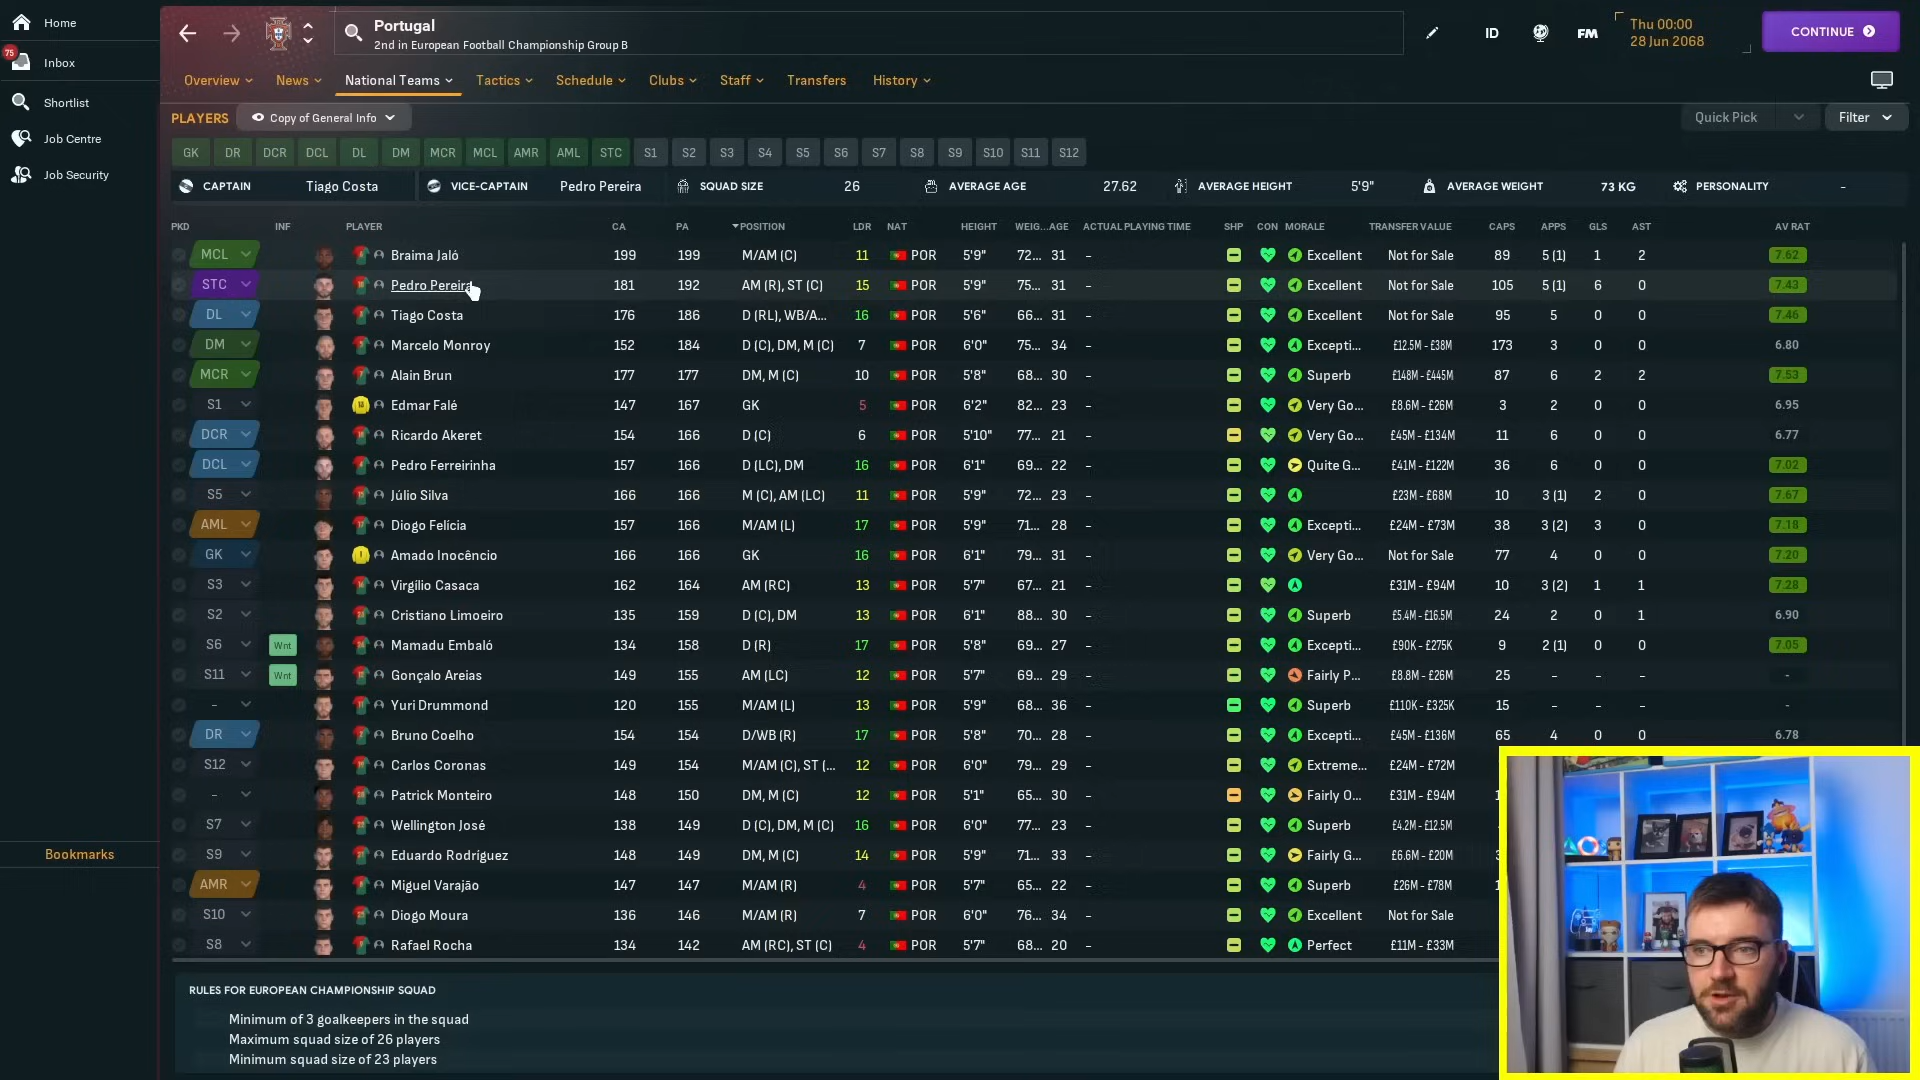 Home
Inbox
75
Shortlist
Job Centre
Job Security
Bookmarks
Portugal
2nd in European Football Championship Group B
ID
FM
Thu 00:00
28 Jun 2068
CONTINUE
Overview News National Teams Tactics Schedule Clubs Staff Transfers History
PLAYERS Copy of General Info Quick Pick Filter
GK DR DCR DCL DL DM MCR MCL AMR AML STC S1 S2 S3 S4 S5 S6 S7 S8 S9 S10 S11 S12
CAPTAIN Tiago Costa VICE-CAPTAIN Pedro Pereira SQUAD SIZE 26 AVERAGE AGE 27.62 AVERAGE HEIGHT 5'9" AVERAGE WEIGHT 73 KG PERSONALITY -
PKD INF PLAYER CA PA POSITION LDR NAT HEIGHT WEIG... AGE ACTUAL PLAYING TIME SHP CON MORALE TRANSFER VALUE CAPS APPS GLS AST AV RAT
MCL Braima Jaló 199 199 M/AM (C) 11 POR 5'9" 72... 31 - Excellent Not for Sale 89 5 (1) 1 2 7.62
STC Pedro Pereira 181 192 AM (R), ST (C) 15 POR 5'9" 75... 31 - Excellent Not for Sale 105 5 (1) 6 0 7.43
DL Tiago Costa 176 186 D (RL), WB/A... 16 POR 5'6" 66... 31 - Excellent Not for Sale 95 5 0 0 7.46
DM Marcelo Monroy 152 184 D (C), DM, M (C) 7 POR 6'0" 75... 34 - Excepti... £12.5M - £38M 173 3 0 0 6.80
MCR Alain Brun 177 177 DM, M (C) 10 POR 5'8" 68... 30 - Superb £148M - £445M 87 6 2 2 7.53
S1 Edmar Falé 147 167 GK 5 POR 6'2" 82... 23 - Very Go... £8.6M - £26M 3 2 0 0 6.95
DCR Ricardo Akeret 154 166 D (C) 6 POR 5'10" 77... 21 - Very Go... £45M - £134M 11 6 0 0 6.77
DCL Pedro Ferreirinha 157 166 D (LC), DM 16 POR 6'1" 69... 22 - Quite G... £41M - £122M 36 6 0 0 7.02
S5 Júlio Silva 166 166 M (C), AM (LC) 11 POR 5'9" 72... 23 - £23M - £68M 10 3 (1) 2 0 7.67
AML Diogo Felícia 157 166 M/AM (L) 17 POR 5'9" 71... 28 - Excepti... £24M - £73M 38 3 (2) 3 0 7.18
GK Amado Inocêncio 166 166 GK 16 POR 6'1" 79... 31 - Very Go... Not for Sale 77 4 0 0 7.20
S3 Virgílio Casaca 162 164 AM (RC) 13 POR 5'7" 67... 21 - £31M - £94M 10 3 (2) 1 1 7.28
S2 Cristiano Limoeiro 135 159 D (C), DM 13 POR 6'1" 88... 30 - Superb £5.4M - £16.5M 24 2 0 1 6.90
S6 Wnt Mamadu Embaló 134 158 D (R) 17 POR 5'8" 69... 27 - Excepti... £90K - £275K 9 2 (1) 0 0 7.05
S11 Wnt Gonçalo Areias 149 155 AM (LC) 12 POR 5'7" 69... 29 - Fairly P... £8.8M - £26M 25 - - - -
- Yuri Drummond 120 155 M/AM (L) 13 POR 5'9" 68... 36 - Superb £110K - £325K 15 - - - -
DR Bruno Coelho 154 154 D/WB (R) 17 POR 5'8" 70... 28 - Excepti... £45M - £136M 65 4 0 0 6.78
S12 Carlos Coronas 149 154 M/AM (C), ST (... 12 POR 6'0" 79... 29 - Extreme... £24M - £72M
- Patrick Monteiro 148 150 DM, M (C) 12 POR 5'1" 65... 30 - Fairly O... £31M - £94M
S7 Wellington José 138 149 D (C), DM, M (C) 16 POR 6'0" 77... 23 - Superb £4.2M - £12.5M
S9 Eduardo Rodríguez 148 149 DM, M (C) 14 POR 5'9" 71... 33 - Fairly G... £6.6M - £20M
AMR Miguel Varajão 147 147 M/AM (R) 4 POR 5'7" 65... 22 - Superb £26M - £78M
S10 Diogo Moura 136 146 M/AM (R) 7 POR 6'0" 76... 34 - Excellent Not for Sale
S8 Rafael Rocha 134 142 AM (RC), ST (C) 4 POR 5'7" 68... 20 - Perfect £11M - £33M
RULES FOR EUROPEAN CHAMPIONSHIP SQUAD
Minimum of 3 goalkeepers in the squad
Maximum squad size of 26 players
Minimum squad size of 23 players